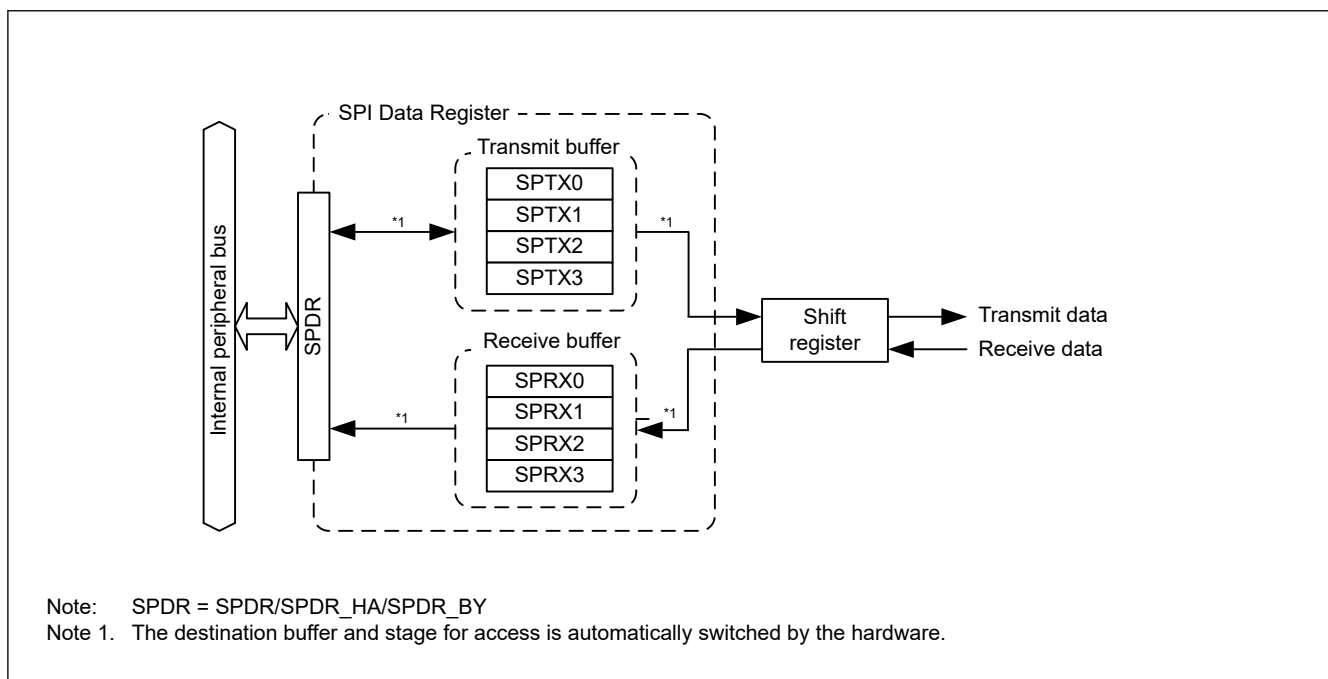 SPI Data Register
Transmit buffer
SPTX0
SPTX1
SPTX2
SPTX3
*1
*1
Internal peripheral bus
SPDR
Shift
register
Transmit data
Receive data
Receive buffer
SPRX0
SPRX1
SPRX2
SPRX3
*1
*1
Note: SPDR = SPDR/SPDR_HA/SPDR_BY
Note 1. The destination buffer and stage for access is automatically switched by the hardware.